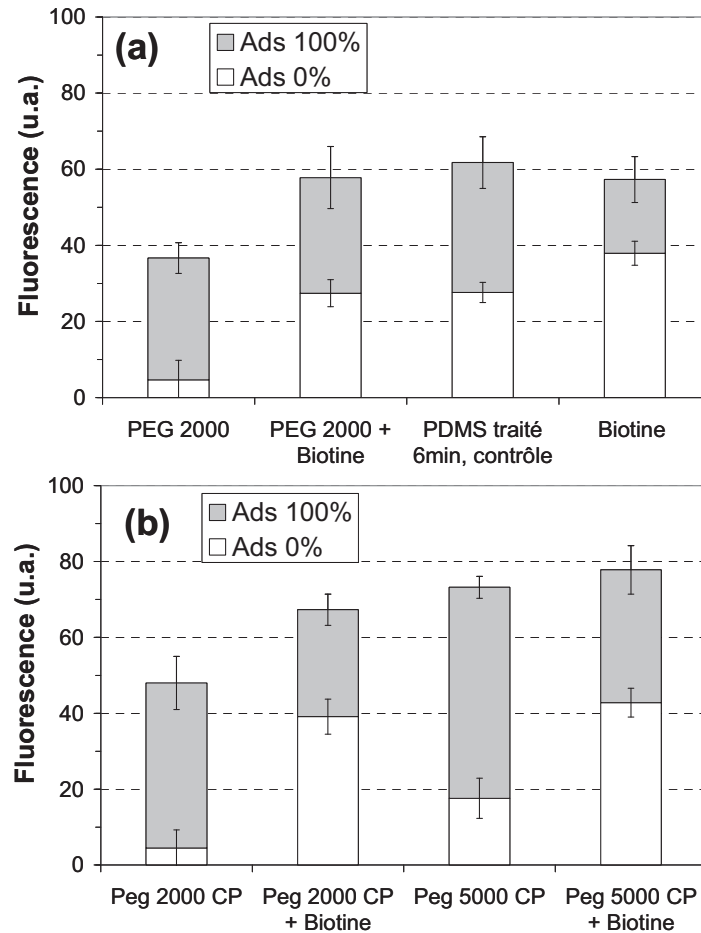 100
80
60
40
20
0
Fluorescence (u.a.)
(a)
Ads 100%
Ads 0%
PEG 2000
PEG 2000 +
Biotine
PDMS traité
6min, contrôle
Biotine
100
80
60
40
20
0
Fluorescence (u.a.)
(b)
Ads 100%
Ads 0%
Peg 2000 CP
Peg 2000 CP
+ Biotine
Peg 5000 CP
Peg 5000 CP
+ Biotine